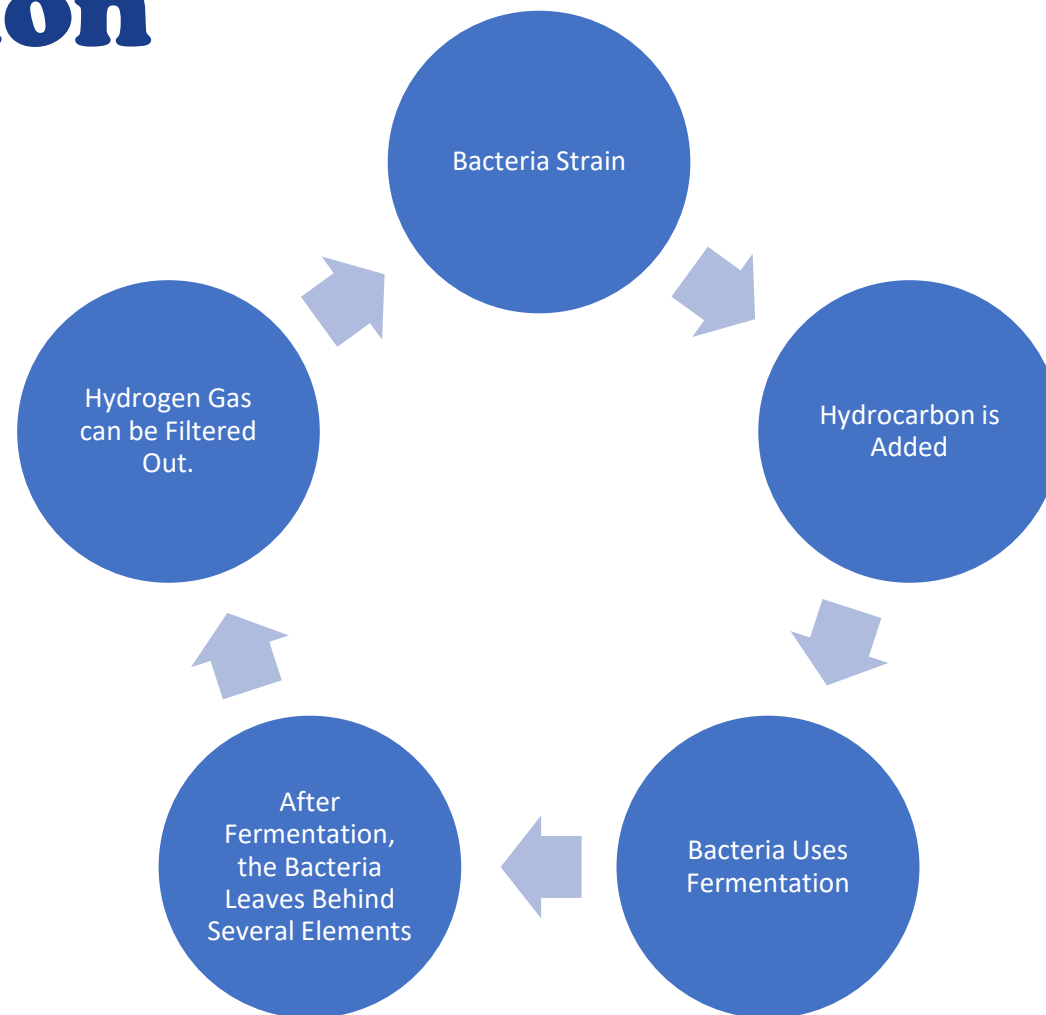 Bacteria Strain
Hydrocarbon is
Added
Bacteria Uses
Fermentation
After
Fermentation,
the Bacteria
Leaves Behind
Several Elements
Hydrogen Gas
can be Filtered
Out.